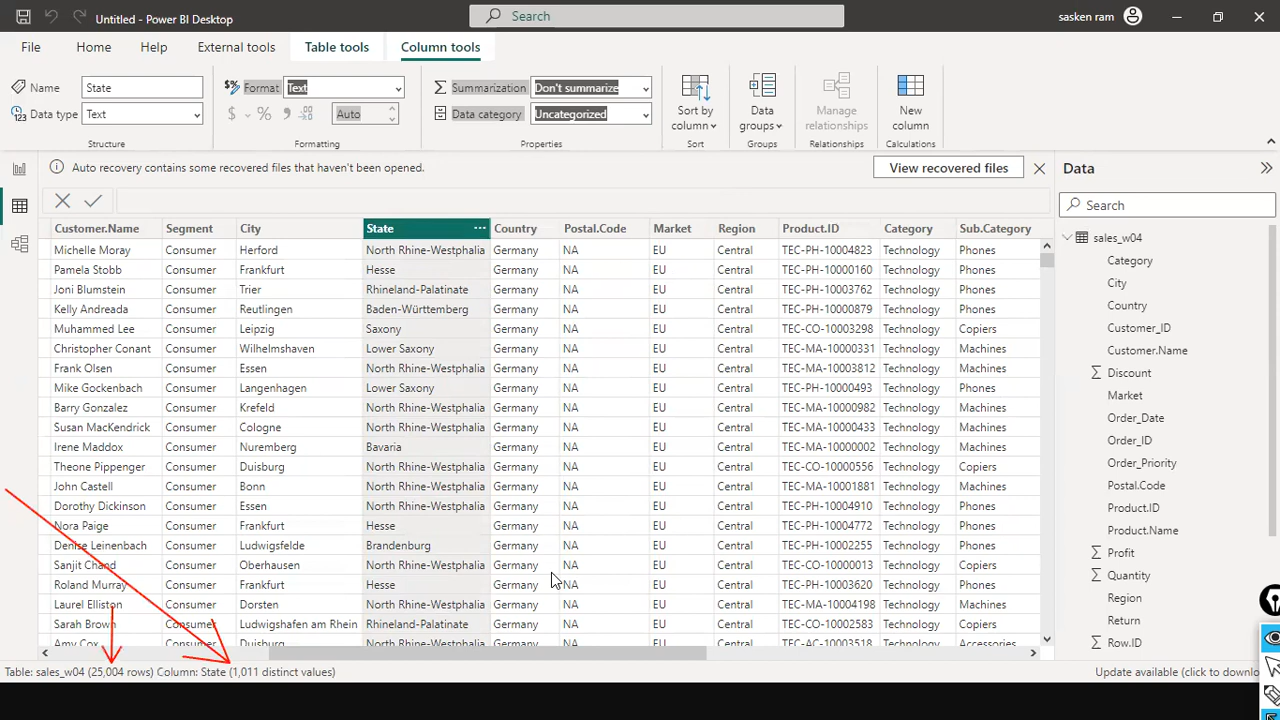 Untitled - Power BI Desktop
Search
sasken ram
File Home Help External tools Table tools Column tools
Name State Format Text Summarization Don't summarize
Data type Text $ % Auto Data category Uncategorized
Sort by column
Data groups
Manage relationships
New column
Structure Formatting Properties Sort Groups Relationships Calculations
Auto recovery contains some recovered files that haven't been opened. View recovered files
Customer.Name Segment City State Country Postal.Code Market Region Product.ID Category Sub.Category
Michelle Moray Consumer Herford North Rhine-Westphalia Germany NA EU Central TEC-PH-10004823 Technology Phones
Pamela Stobb Consumer Frankfurt Hesse Germany NA EU Central TEC-PH-10000160 Technology Phones
Joni Blumstein Consumer Trier Rhineland-Palatinate Germany NA EU Central TEC-PH-10003762 Technology Phones
Kelly Andreada Consumer Reutlingen Baden-Württemberg Germany NA EU Central TEC-PH-10000879 Technology Phones
Muhammed Lee Consumer Leipzig Saxony Germany NA EU Central TEC-CO-10003298 Technology Copiers
Christopher Conant Consumer Wilhelmshaven Lower Saxony Germany NA EU Central TEC-MA-10000331 Technology Machines
Frank Olsen Consumer Essen North Rhine-Westphalia Germany NA EU Central TEC-MA-10003812 Technology Machines
Mike Gockenbach Consumer Langenhagen Lower Saxony Germany NA EU Central TEC-PH-10000493 Technology Phones
Barry Gonzalez Consumer Krefeld North Rhine-Westphalia Germany NA EU Central TEC-MA-10000982 Technology Machines
Susan MacKendrick Consumer Cologne North Rhine-Westphalia Germany NA EU Central TEC-MA-10000433 Technology Machines
Irene Maddox Consumer Nuremberg Bavaria Germany NA EU Central TEC-MA-10000002 Technology Machines
Theone Pippenger Consumer Duisburg North Rhine-Westphalia Germany NA EU Central TEC-CO-10000556 Technology Copiers
John Castell Consumer Bonn North Rhine-Westphalia Germany NA EU Central TEC-MA-10001881 Technology Machines
Dorothy Dickinson Consumer Essen North Rhine-Westphalia Germany NA EU Central TEC-PH-10004910 Technology Phones
Nora Paige Consumer Frankfurt Hesse Germany NA EU Central TEC-PH-10004772 Technology Phones
Denise Leinenbach Consumer Ludwigsfelde Brandenburg Germany NA EU Central TEC-PH-10002255 Technology Phones
Sanjit Chand Consumer Oberhausen North Rhine-Westphalia Germany NA EU Central TEC-CO-10000013 Technology Copiers
Roland Murray Consumer Frankfurt Hesse Germany NA EU Central TEC-PH-10003620 Technology Phones
Laurel Elliston Consumer Dorsten North Rhine-Westphalia Germany NA EU Central TEC-MA-10004198 Technology Machines
Sarah Brown Consumer Ludwigshafen am Rhein Rhineland-Palatinate Germany NA EU Central TEC-CO-10002583 Technology Copiers
Amy Cox Consumer Duisburg North Rhine-Westphalia Germany NA EU Central TEC-AC-10003518 Technology Accessories
Table: sales_w04 (25,004 rows) Column: State (1,011 distinct values)
Data
Search
sales_w04
Category
City
Country
Customer_ID
Customer.Name
Discount
Market
Order_Date
Order_ID
Order_Priority
Postal.Code
Product.ID
Product.Name
Profit
Quantity
Region
Return
Row.ID
Update available (click to downlo